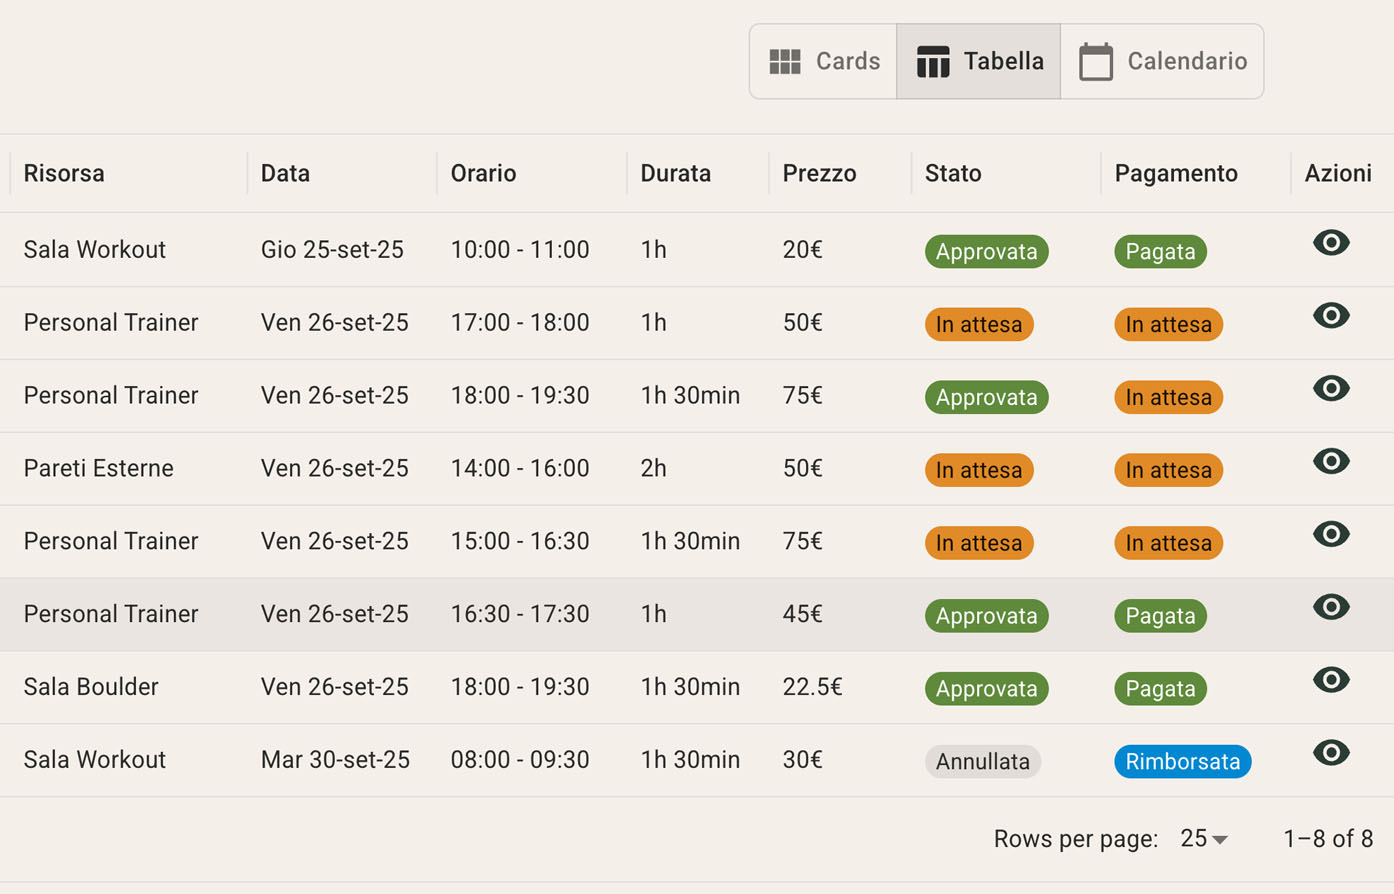 Cards Tabella Calendario
Risorsa Data Orario Durata Prezzo Stato Pagamento Azioni
Sala Workout Gio 25-set-25 10:00 - 11:00 1h 20€ Approvata Pagata
Personal Trainer Ven 26-set-25 17:00 - 18:00 1h 50€ In attesa In attesa
Personal Trainer Ven 26-set-25 18:00 - 19:30 1h 30min 75€ Approvata In attesa
Pareti Esterne Ven 26-set-25 14:00 - 16:00 2h 50€ In attesa In attesa
Personal Trainer Ven 26-set-25 15:00 - 16:30 1h 30min 75€ In attesa In attesa
Personal Trainer Ven 26-set-25 16:30 - 17:30 1h 45€ Approvata Pagata
Sala Boulder Ven 26-set-25 18:00 - 19:30 1h 30min 22.5€ Approvata Pagata
Sala Workout Mar 30-set-25 08:00 - 09:30 1h 30min 30€ Annullata Rimborsata
Rows per page: 25 1–8 of 8